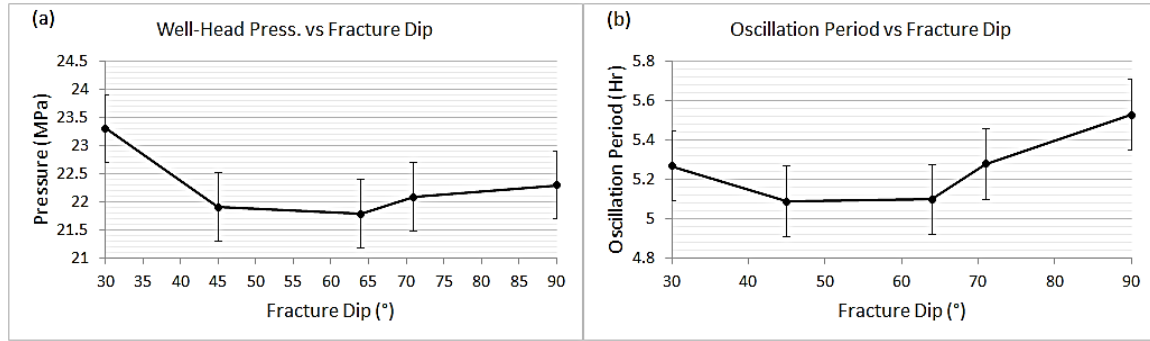 (a)
Well-Head Press. vs Fracture Dip
Pressure (MPa)
24.5
24
23.5
23
22.5
22
21.5
21
30 35 40 45 50 55 60 65 70 75 80 85 90
Fracture Dip (°)
(b)
Oscillation Period vs Fracture Dip
Oscillation Period (Hr)
5.8
5.6
5.4
5.2
5
4.8
30 40 50 60 70 80 90
Fracture Dip (°)